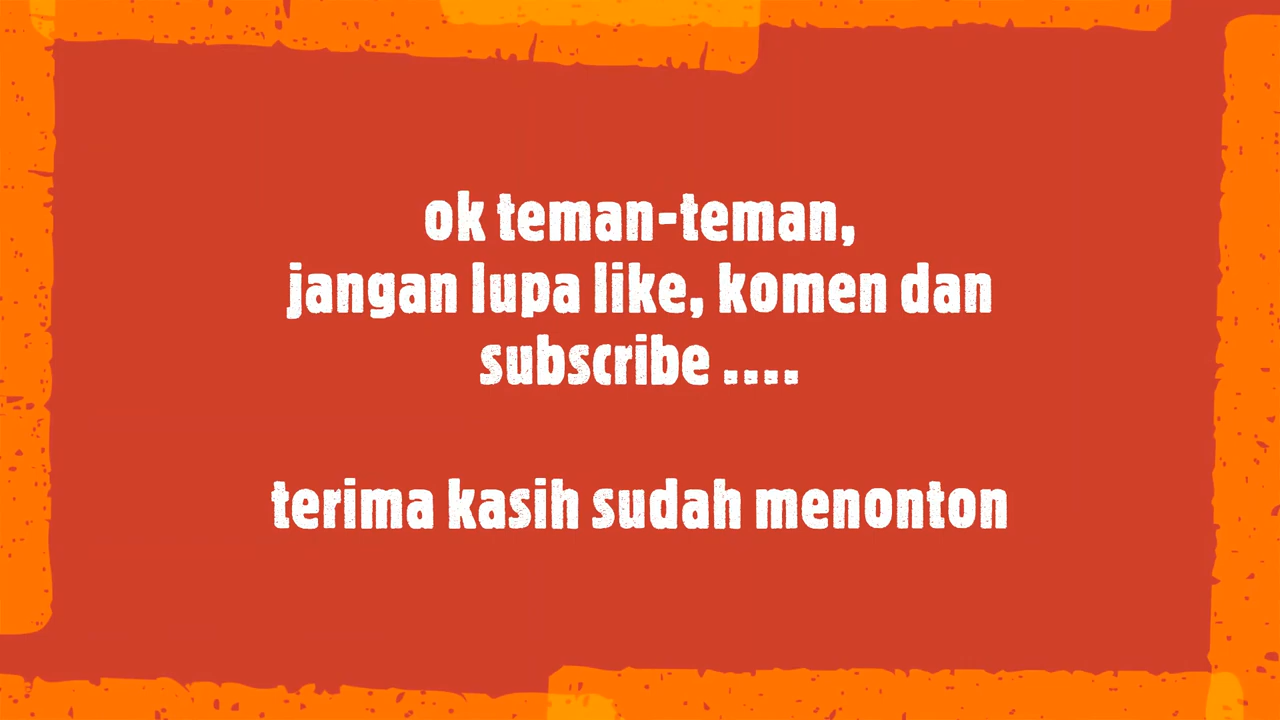 ok teman-teman,
jangan lupa like, komen dan
subscribe ....
terima kasih sudah menonton